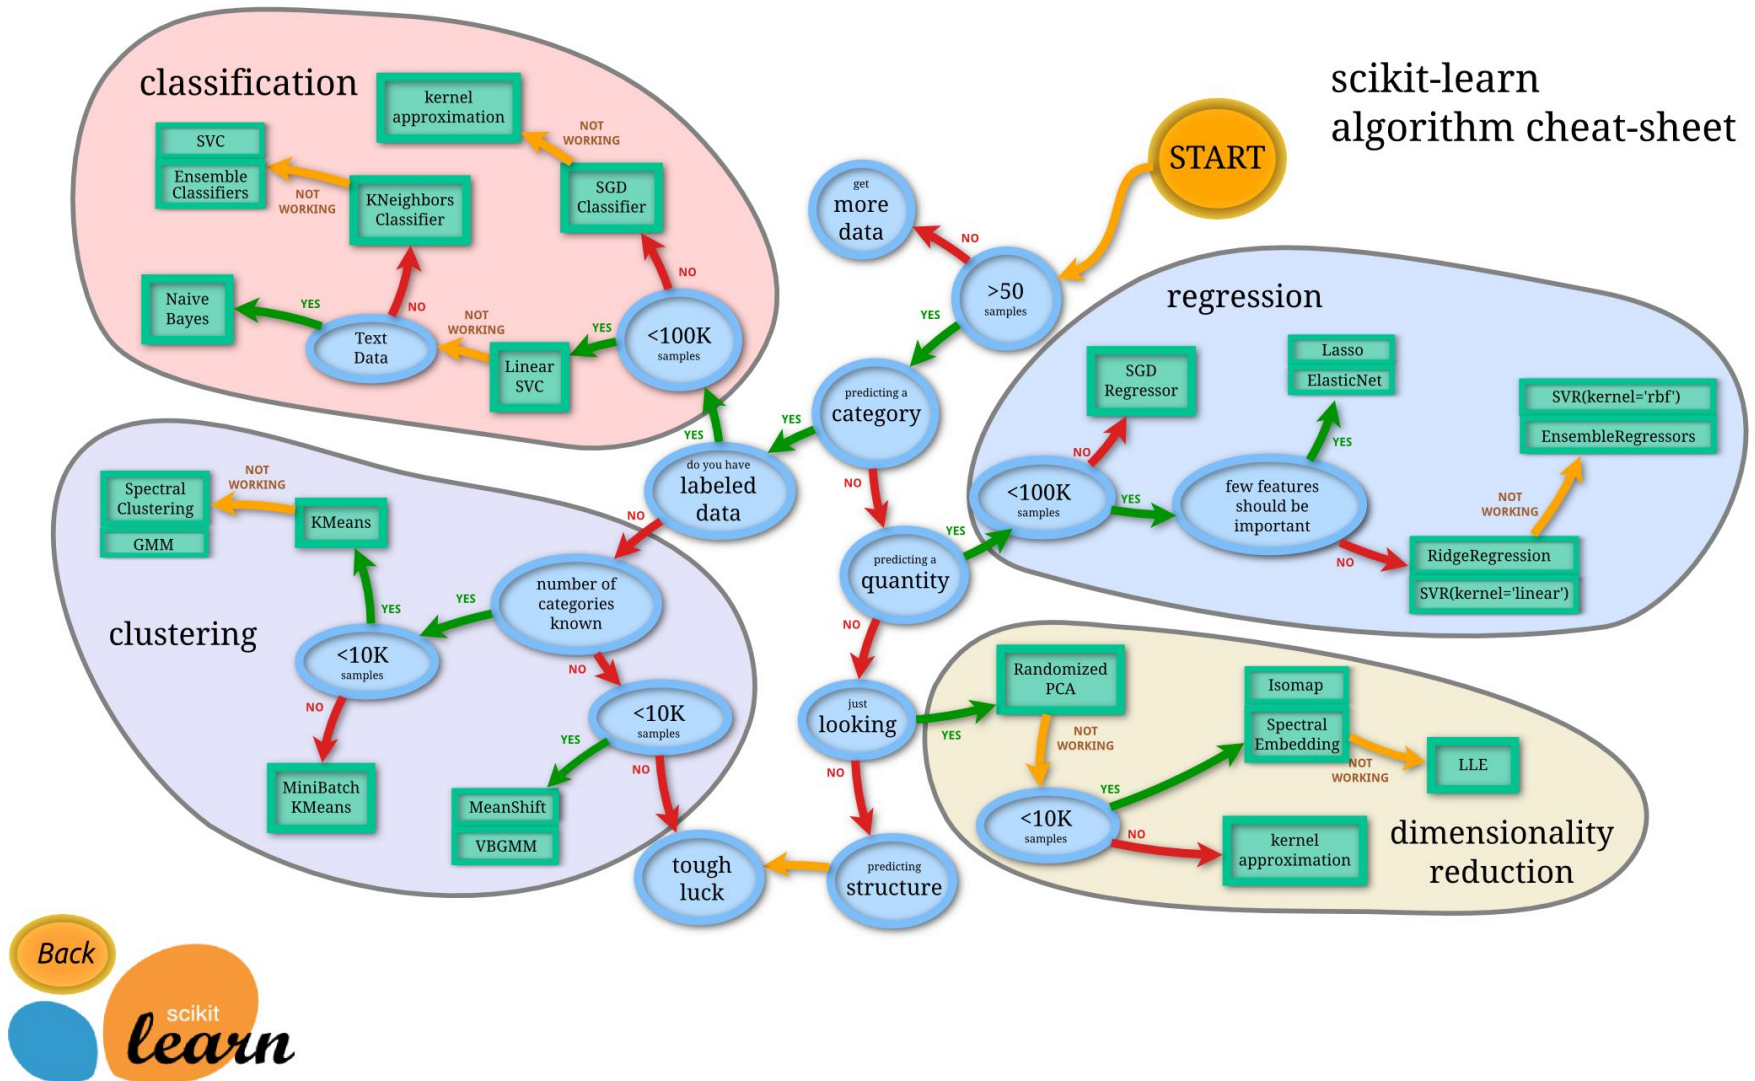 scikit-learn
algorithm cheat-sheet
START
classification
kernel
approximation
NOT
WORKING
SVC
Ensemble
Classifiers
NOT
WORKING
KNeighbors
Classifier
SGD
Classifier
NO
Naive
Bayes
YES
NO
Text
Data
NOT
WORKING
Linear
SVC
YES
<100K
samples
get
more
data
NO
>50
samples
YES
predicting a
category
YES
NO
YES
do you have
labeled
data
NO
regression
SGD
Regressor
Lasso
ElasticNet
SVR(kernel='rbf')
EnsembleRegressors
NO
YES
<100K
samples
YES
few features
should be
important
NOT
WORKING
NO
RidgeRegression
SVR(kernel='linear')
YES
predicting a
quantity
NO
clustering
Spectral
Clustering
GMM
NOT
WORKING
KMeans
YES
YES
number of
categories
known
<10K
samples
NO
NO
<10K
samples
YES
NO
MiniBatch
KMeans
MeanShift
VBGMM
tough
luck
just
looking
YES
NO
predicting
structure
Randomized
PCA
NOT
WORKING
Isomap
Spectral
Embedding
NOT
WORKING
LLE
YES
<10K
samples
NO
kernel
approximation
dimensionality
reduction
Back
scikit
learn